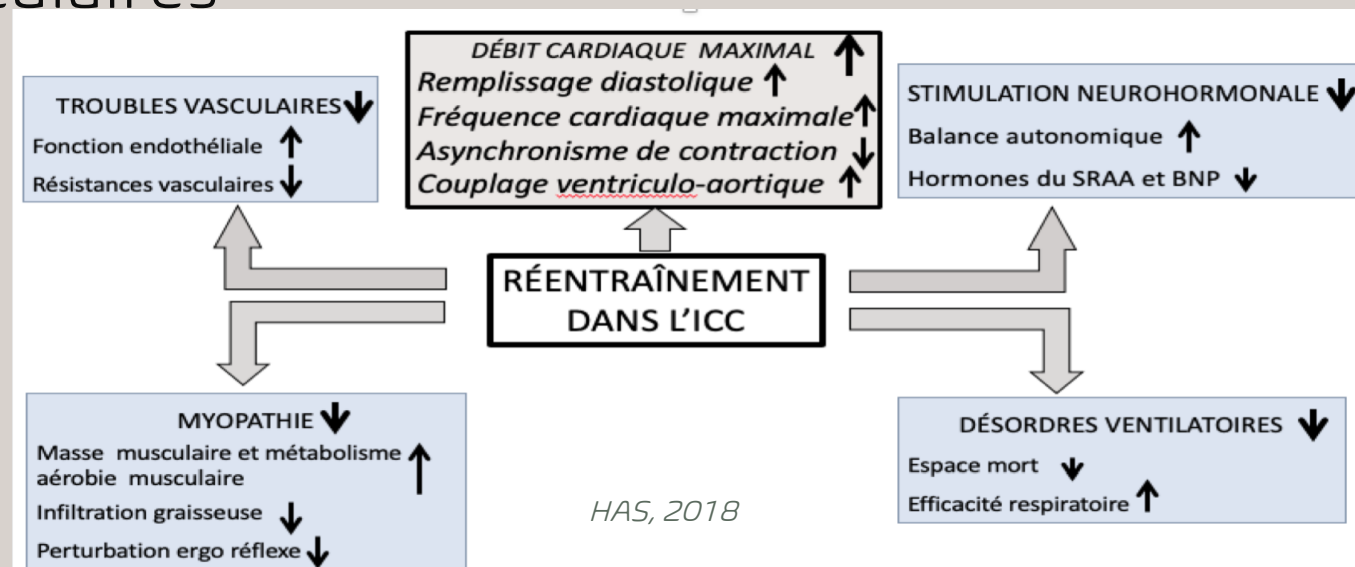 DÉBIT CARDIAQUE MAXIMAL ↑
Remplissage diastolique ↑
Fréquence cardiaque maximale ↑
Asynchronisme de contraction ↓
Couplage ventriculo-aortique ↑
TROUBLES VASCULAIRES ↓
Fonction endothéliale ↑
Résistances vasculaires ↓
STIMULATION NEUROHORMONALE ↓
Balance autonomique ↑
Hormones du SRAA et BNP ↓
RÉENTRAÎNEMENT
DANS L'ICC
MYOPATHIE ↓
Masse musculaire et métabolisme ↑
aérobie musculaire
Infiltration graisseuse ↓
Perturbation ergo réflexe ↓
DÉSORDRES VENTILATOIRES ↓
Espace mort ↓
Efficacité respiratoire ↑
HAS, 2018